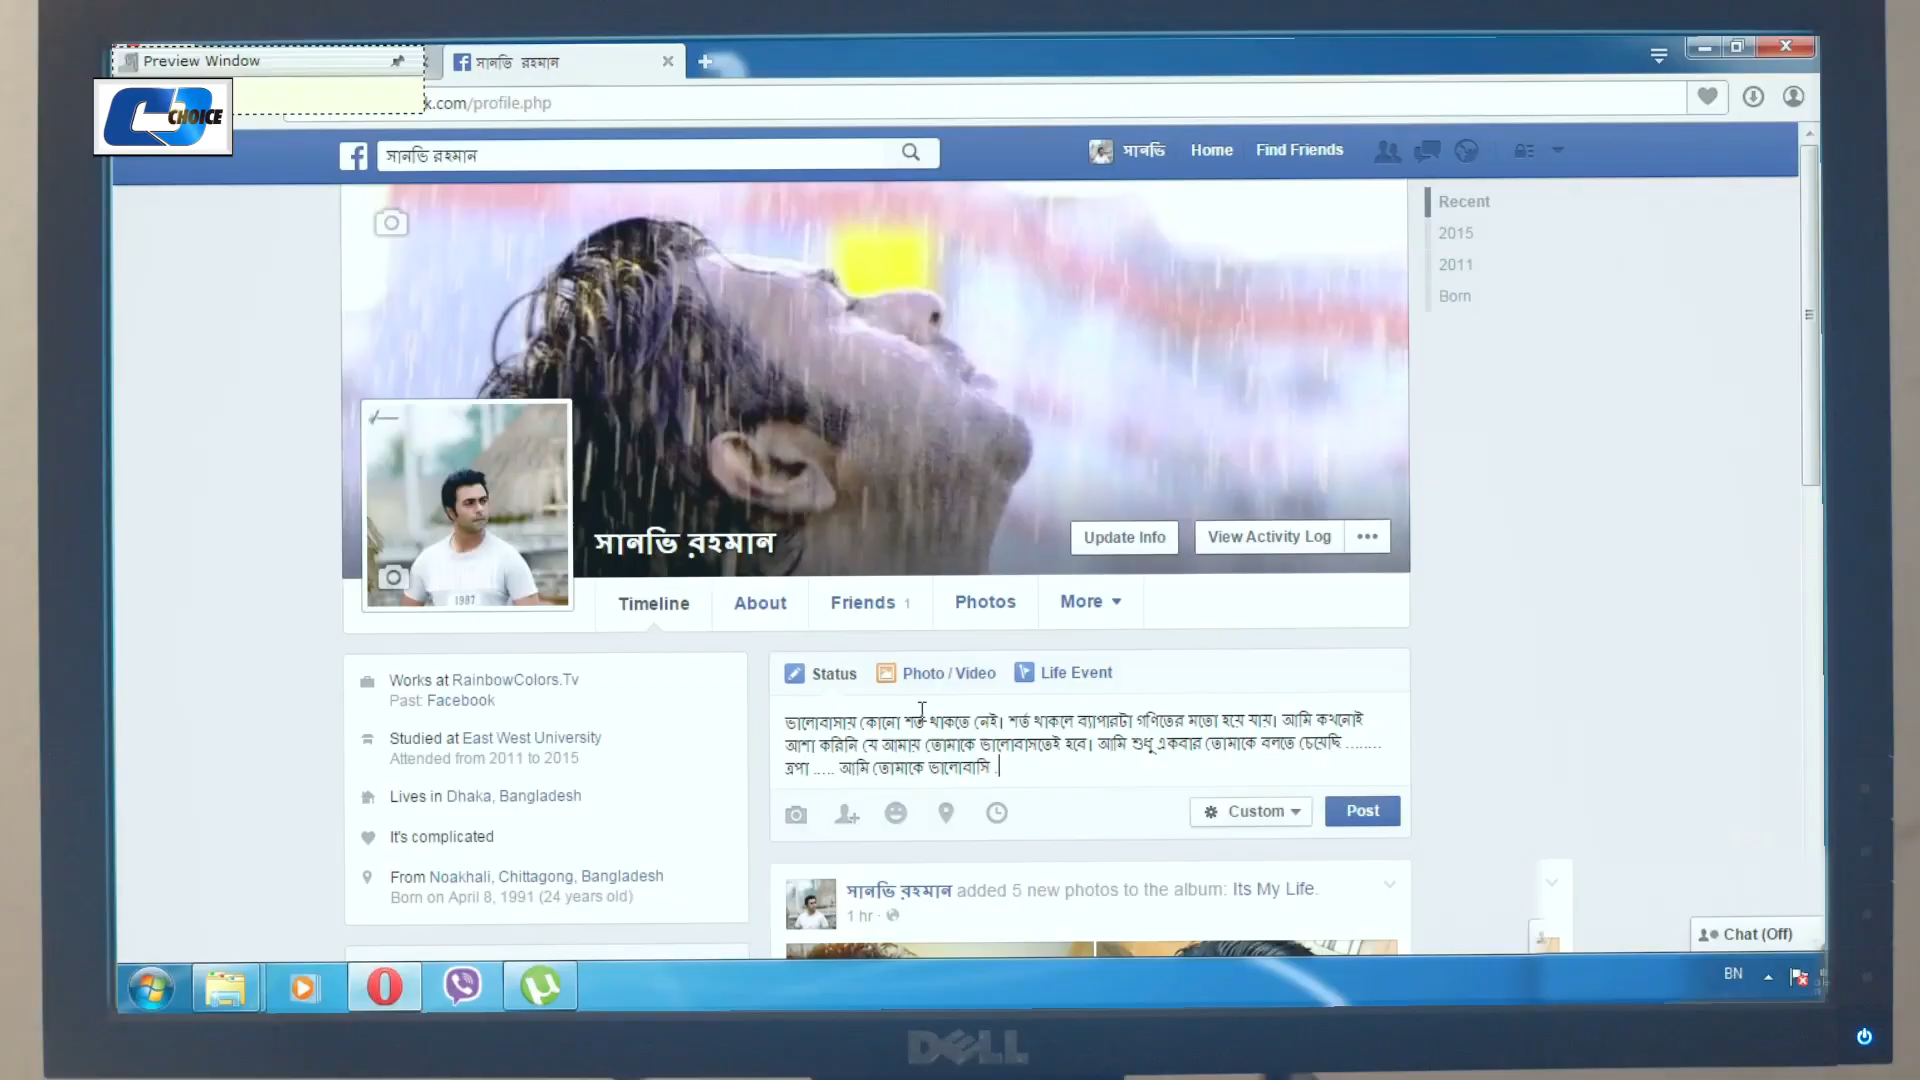 Preview Window
সানভি রহমান
CHOICE
k.com/profile.php
সানভি রহমান
সানভি
Home
Find Friends
Recent
2015
2011
Born
1987
সানভি রহমান
Update Info
View Activity Log
Timeline
About
Friends 1
Photos
More
Works at RainbowColors.Tv
Past: Facebook
Studied at East West University
Attended from 2011 to 2015
Lives in Dhaka, Bangladesh
It's complicated
From Noakhali, Chittagong, Bangladesh
Born on April 8, 1991 (24 years old)
Status
Photo / Video
Life Event
ভালোবাসায় কোনো শর্ত থাকতে নেই। শর্ত থাকলে ব্যাপারটা গণিতের মতো হয়ে যায়। আমি কখনোই
আশা করিনি যে আমায় তোমাকে ভালোবাসতেই হবে। আমি শুধু একবার তোমাকে বলতে চেয়েছি ........
ত্রপা ..... আমি তোমাকে ভালোবাসি .
Custom
Post
সানভি রহমান added 5 new photos to the album: Its My Life.
1 hr ·
Chat (Off)
BN
DELL